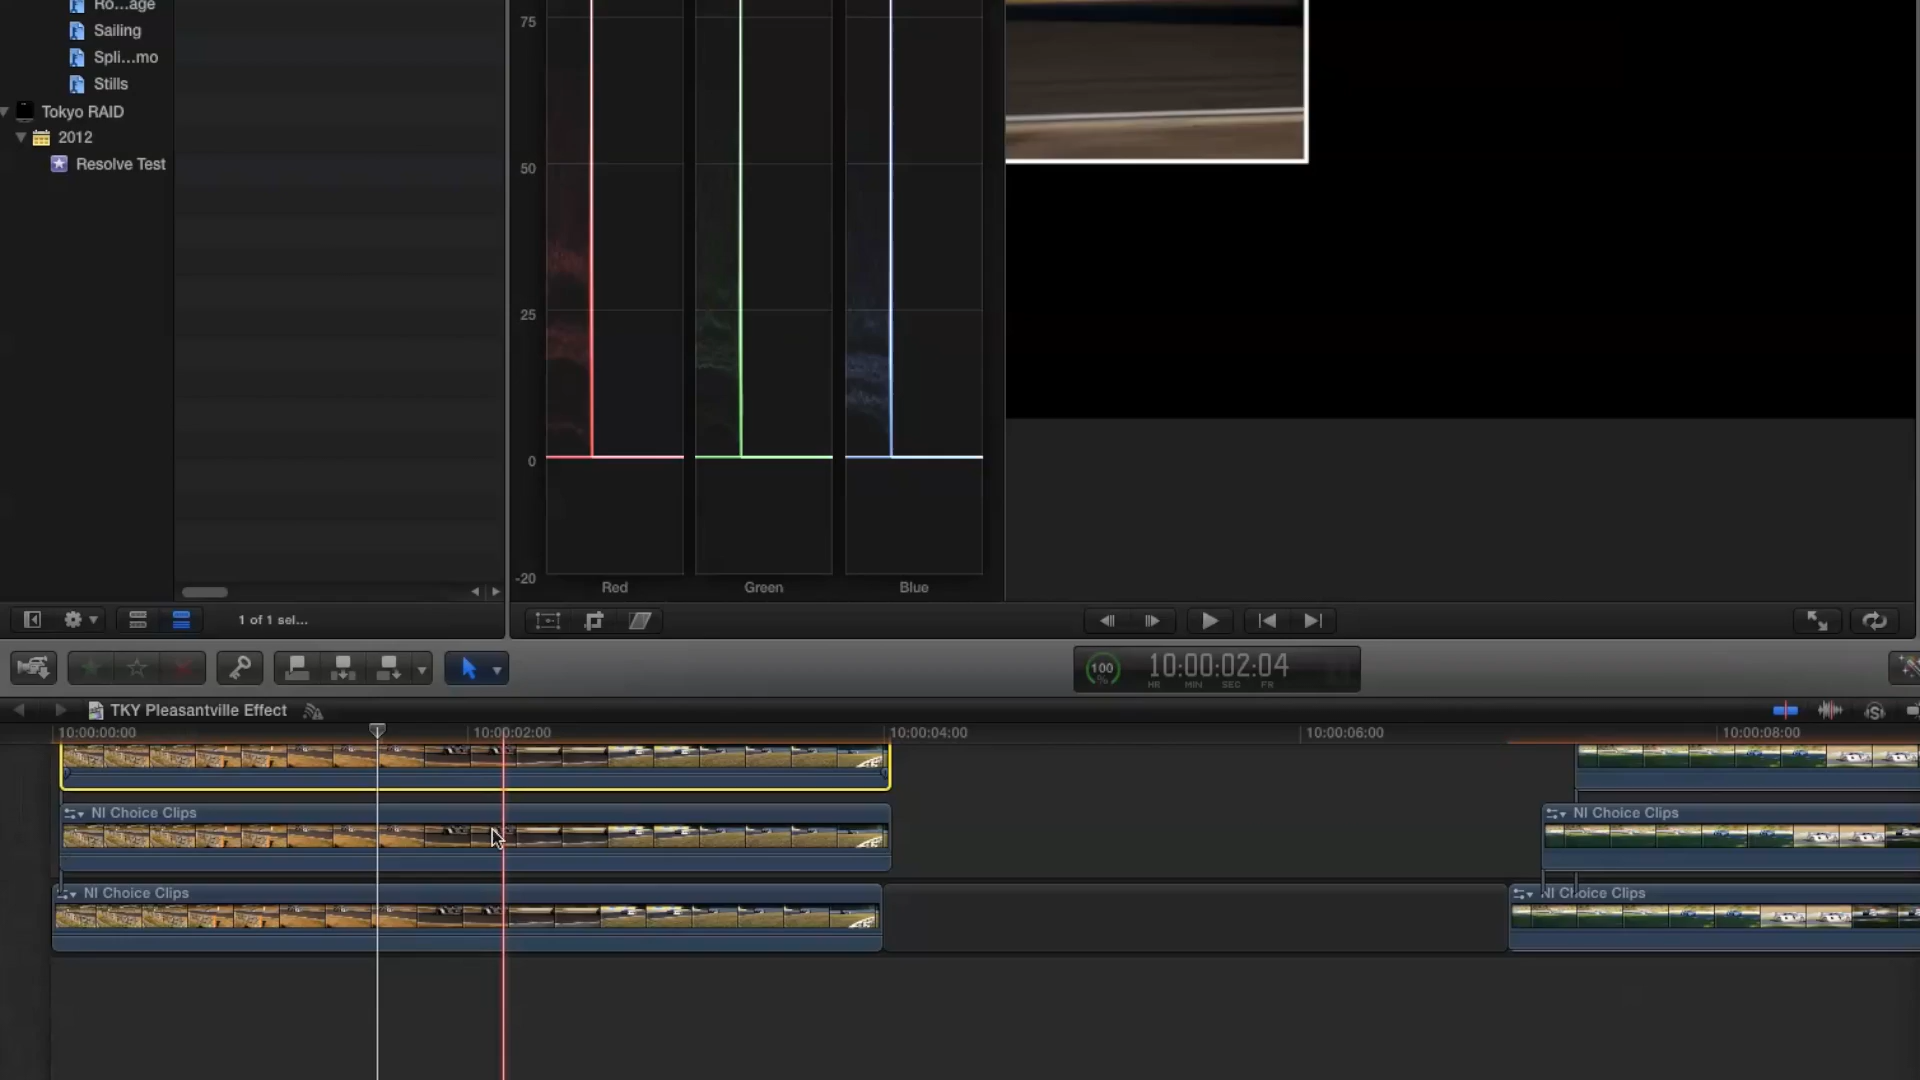 Ro...age
Sailing
Spli...mo
Stills
Tokyo RAID
2012
Resolve Test
75
50
25
0
-20
Red
Green
Blue
1 of 1 sel...
100
%
10:00:02:04
HR MIN SEC FR
TKY Pleasantville Effect
10:00:00:00
10:00:02:00
10:00:04:00
10:00:06:00
10:00:08:00
NI Choice Clips
NI Choice Clips
NI Choice Clips
NI Choice Clips